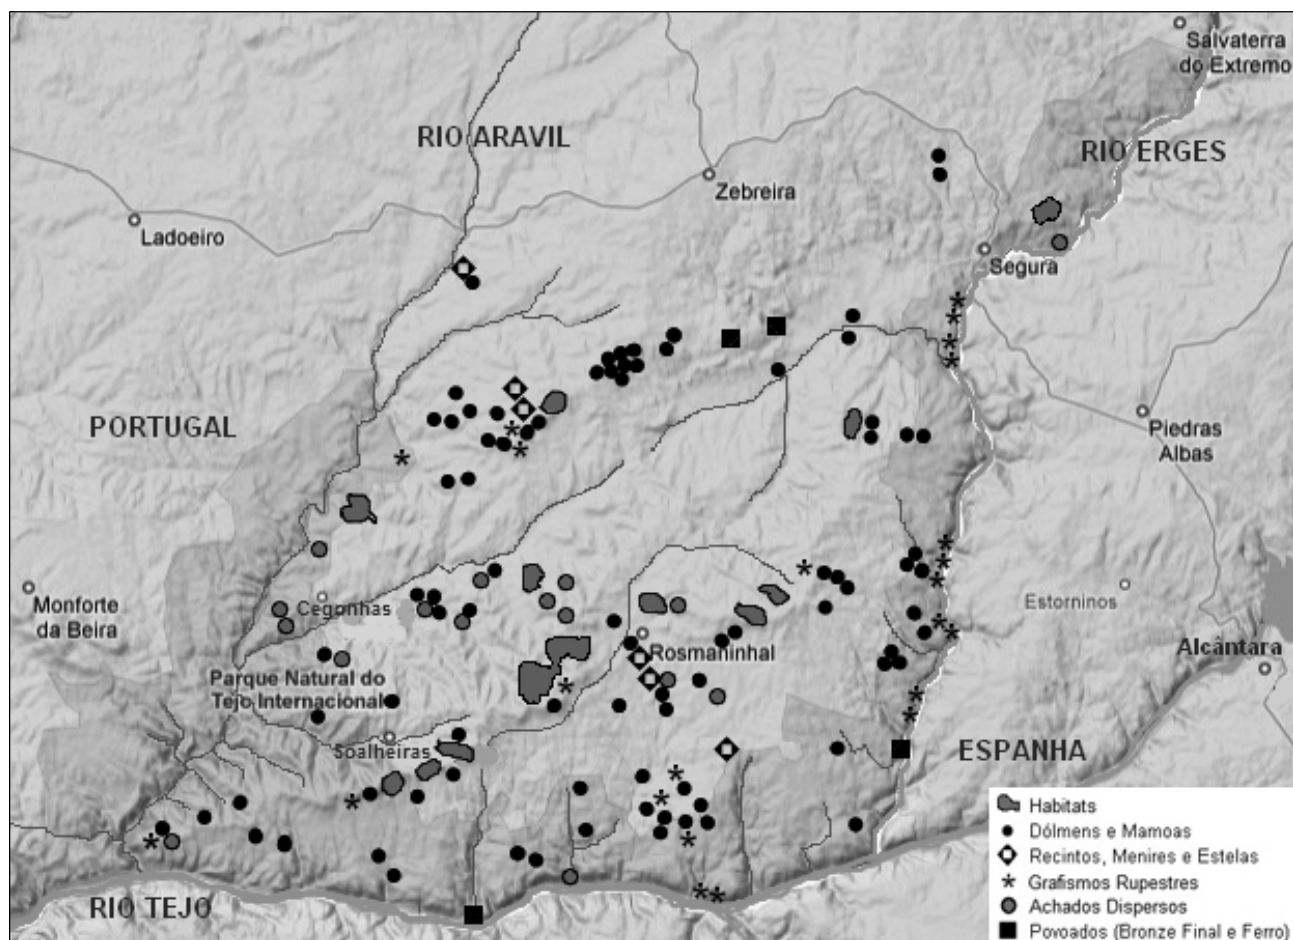 Salvaterra
do Extremo
RIO ARAVIL
RIO ERGES
Zebreira
Ladoeiro
Segura
PORTUGAL
Piedras
Albas
Monforte
da Beira
Cegonhas
Estorninos
Rosmaninhal
Alcântara
Parque Natural do
Tejo Internacional
Soalheiras
ESPANHA
RIO TEJO
Habitats
Dólmens e Mamoas
Recintos, Menires e Estelas
Grafismos Rupestres
Achados Dispersos
Povoados (Bronze Final e Ferro)